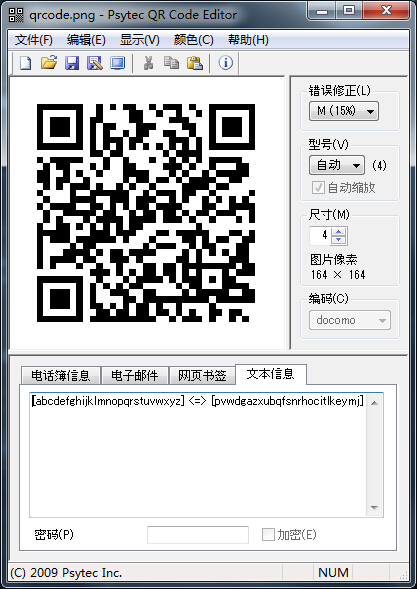 qrcode.png - Psytec QR Code Editor
文件(F) 编辑(E) 显示(V) 颜色(C) 帮助(H)
错误修正(L)
M (15%)
型号(V)
自动 (4)
自动缩放
尺寸(M)
4
图片像素
164 × 164
编码(C)
docomo
电话簿信息 电子邮件 网页书签 文本信息
[abcdefghijklmnopqrstuvwxyz] <=> [pvwdgazxubqfsnrhocitlkeymj]
密码(P) 加密(E)
(C) 2009 Psytec Inc. NUM